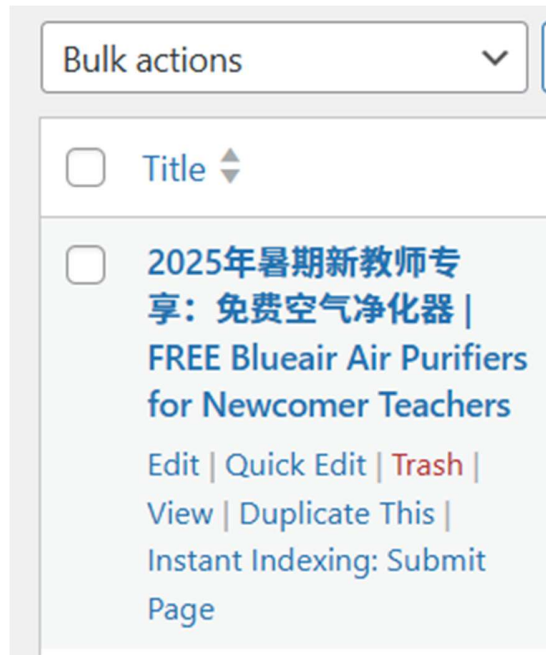 Bulk actions
Title
2025年暑期新教师专
享：免费空气净化器 |
FREE Blueair Air Purifiers
for Newcomer Teachers
Edit | Quick Edit | Trash |
View | Duplicate This |
Instant Indexing: Submit
Page